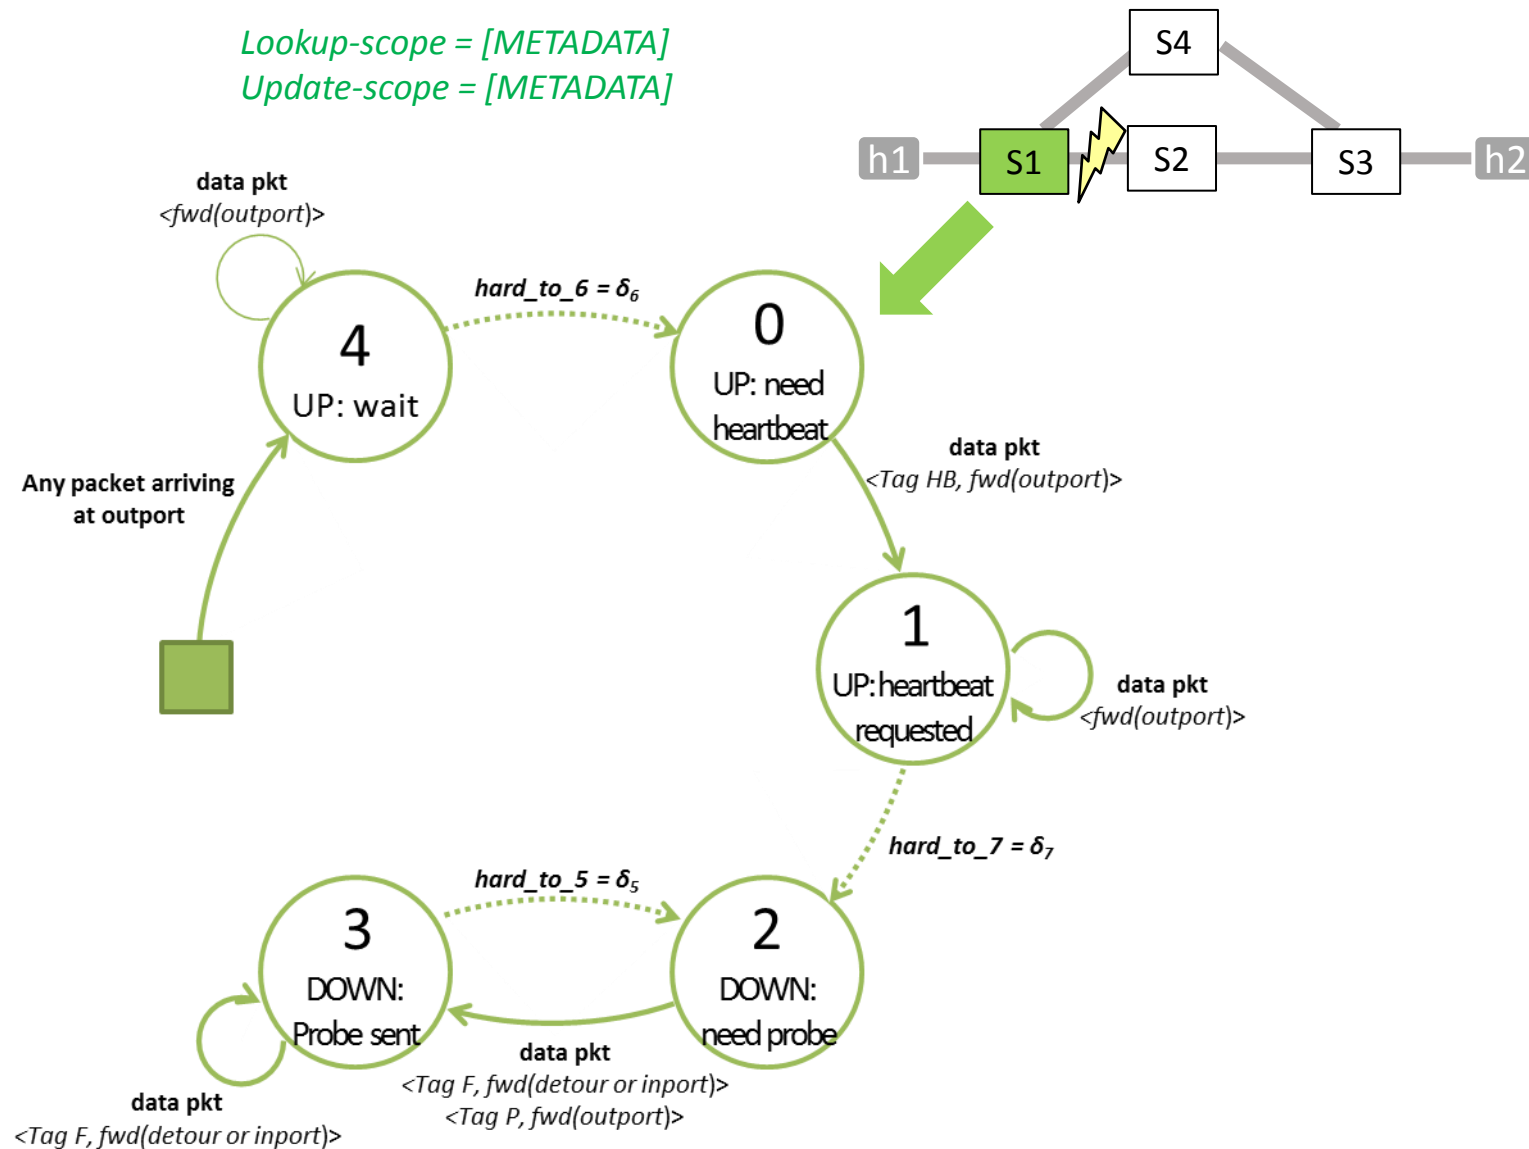 Lookup-scope = [METADATA]
Update-scope = [METADATA]
S4
h1
S1
S2
S3
h2
data pkt
<fwd(outport)>
4
UP: wait
hard_to_6 = δ6
0
UP: need
heartbeat
data pkt
<Tag HB, fwd(outport)>
Any packet arriving
at outport
1
UP: heartbeat
requested
data pkt
<fwd(outport)>
hard_to_7 = δ7
hard_to_5 = δ5
3
DOWN:
Probe sent
2
DOWN:
need probe
data pkt
<Tag F, fwd(detour or inport)>
<Tag P, fwd(outport)>
data pkt
<Tag F, fwd(detour or inport)>